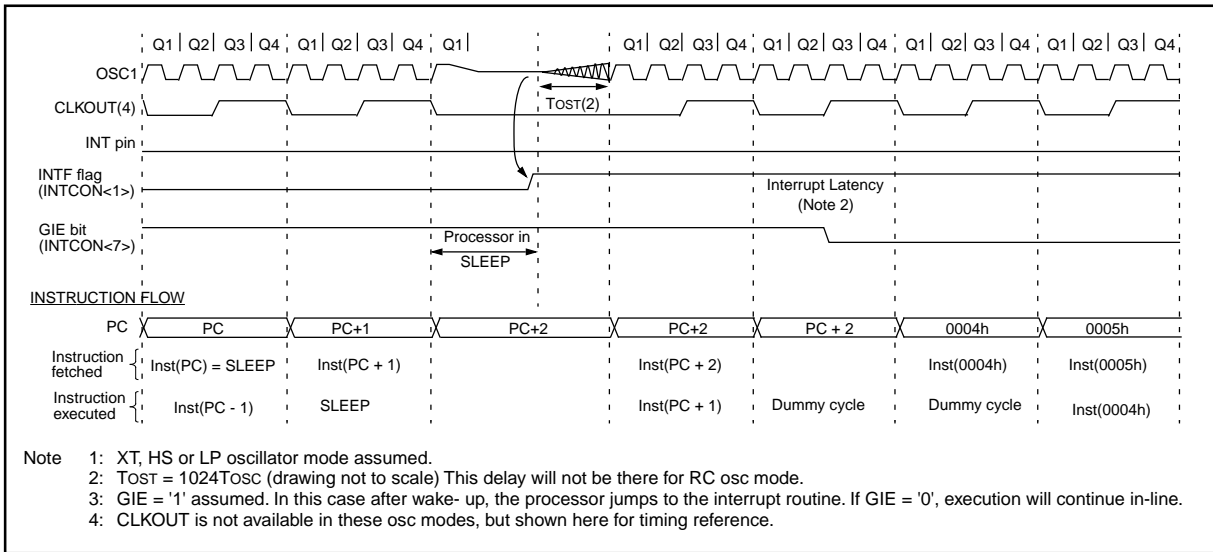 Q1 Q2 Q3 Q4 Q1 Q2 Q3 Q4 Q1 Q1 Q2 Q3 Q4 Q1 Q2 Q3 Q4 Q1 Q2 Q3 Q4 Q1 Q2 Q3 Q4
OSC1
CLKOUT(4)
TOST(2)
INT pin
INTF flag
(INTCON<1>)
Interrupt Latency
(Note 2)
GIE bit
(INTCON<7>)
Processor in
SLEEP
INSTRUCTION FLOW
PC PC PC+1 PC+2 PC+2 PC + 2 0004h 0005h
Instruction
fetched
Inst(PC) = SLEEP Inst(PC + 1) Inst(PC + 2) Inst(0004h) Inst(0005h)
Instruction
executed
Inst(PC - 1) SLEEP Inst(PC + 1) Dummy cycle Dummy cycle Inst(0004h)
Note 1: XT, HS or LP oscillator mode assumed.
2: TOST = 1024TOSC (drawing not to scale) This delay will not be there for RC osc mode.
3: GIE = '1' assumed. In this case after wake- up, the processor jumps to the interrupt routine. If GIE = '0', execution will continue in-line.
4: CLKOUT is not available in these osc modes, but shown here for timing reference.